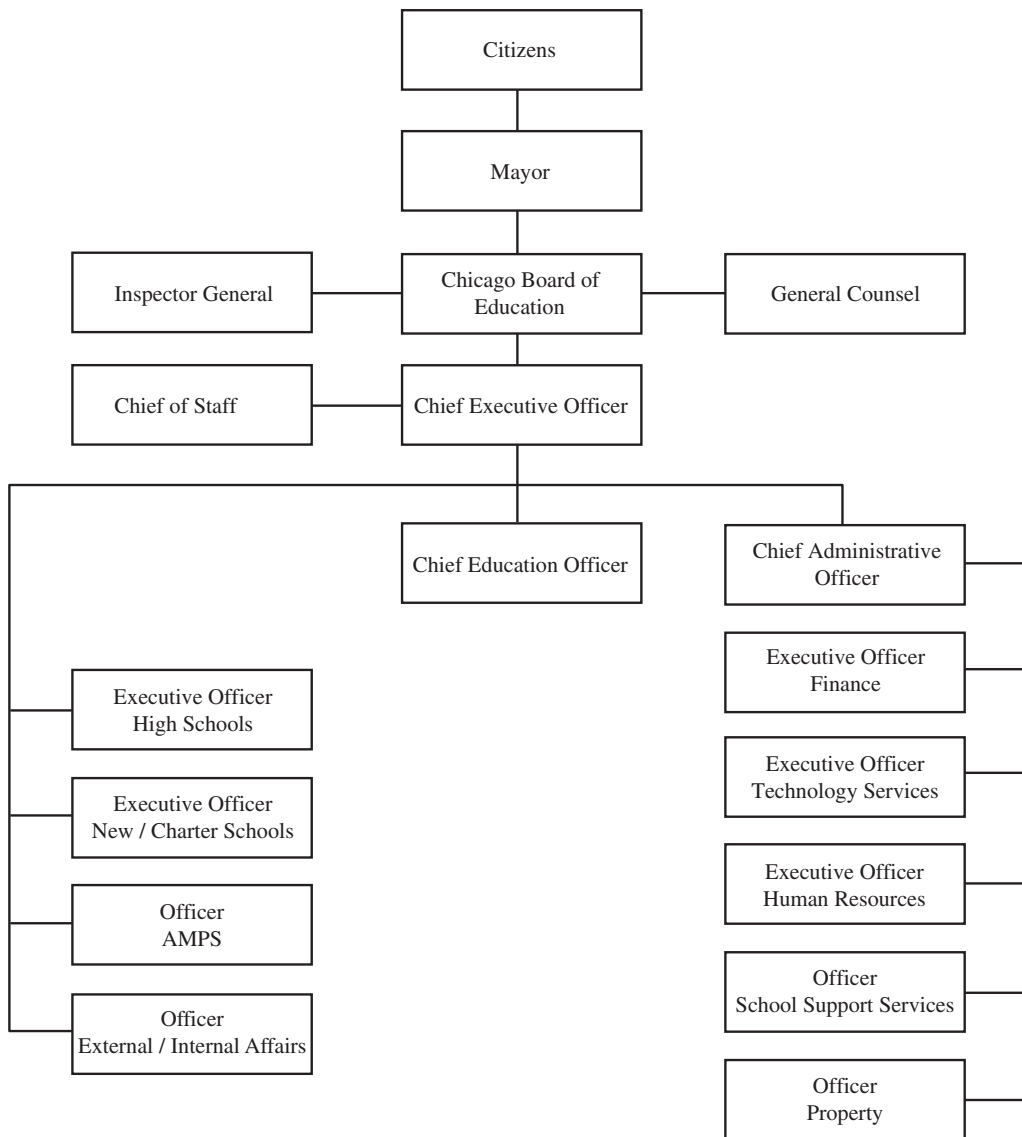 Citizens
Mayor
Inspector General
Chicago Board of
Education
General Counsel
Chief of Staff
Chief Executive Officer
Chief Education Officer
Chief Administrative
Officer
Executive Officer
High Schools
Executive Officer
New / Charter Schools
Officer
AMPS
Officer
External / Internal Affairs
Executive Officer
Finance
Executive Officer
Technology Services
Executive Officer
Human Resources
Officer
School Support Services
Officer
Property